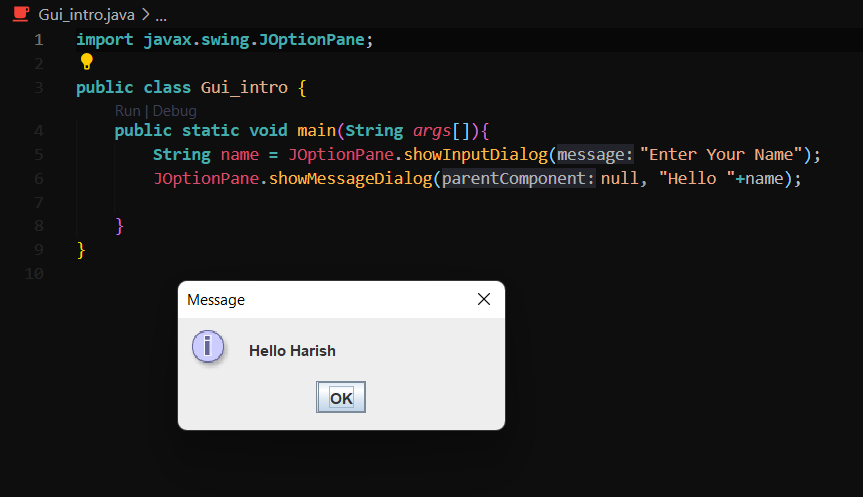 Gui_intro.java > ...
1 import javax.swing.JOptionPane;
2
3 public class Gui_intro {
Run | Debug
4 public static void main(String args[]){
5 String name = JOptionPane.showInputDialog(message: "Enter Your Name");
6 JOptionPane.showMessageDialog(parentComponent: null, "Hello "+name);
7
8 }
9 }
10
Message
i Hello Harish
OK